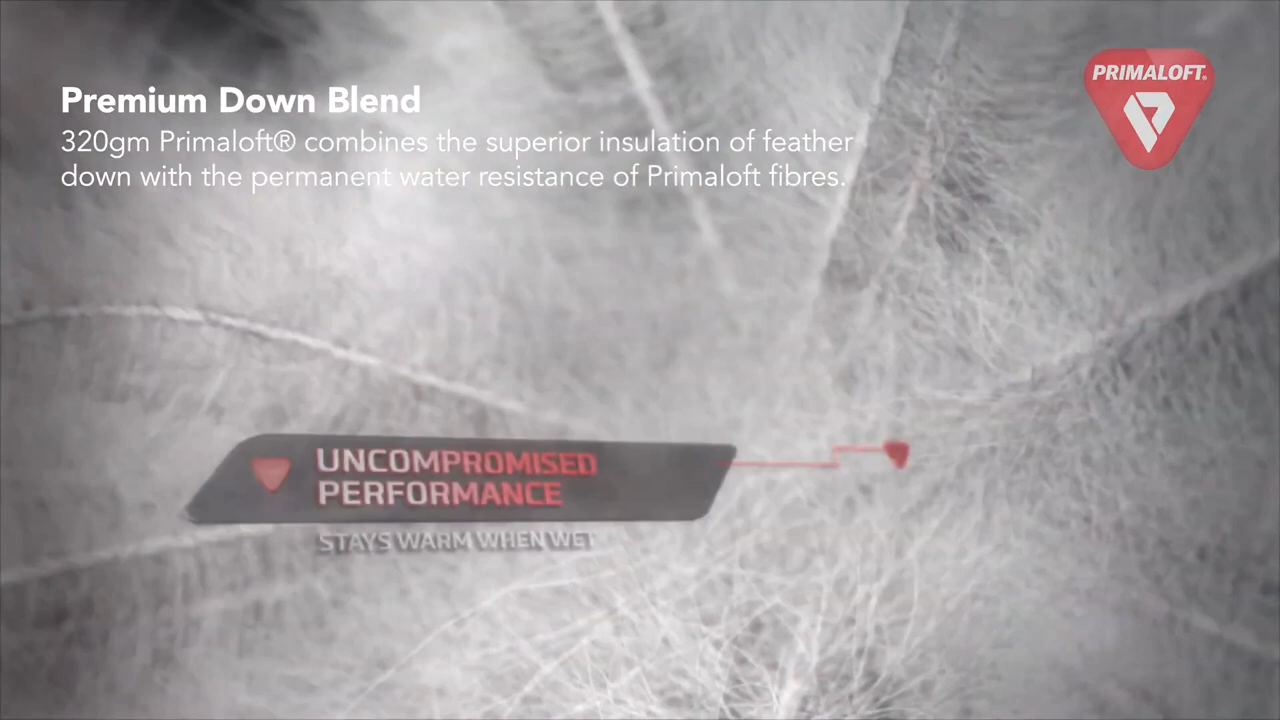 Premium Down Blend
320gm Primaloft® combines the superior insulation of feather
down with the permanent water resistance of Primaloft fibres.
PRIMALOFT®
UNCOMPROMISED
PERFORMANCE
STAYS WARM WHEN WET